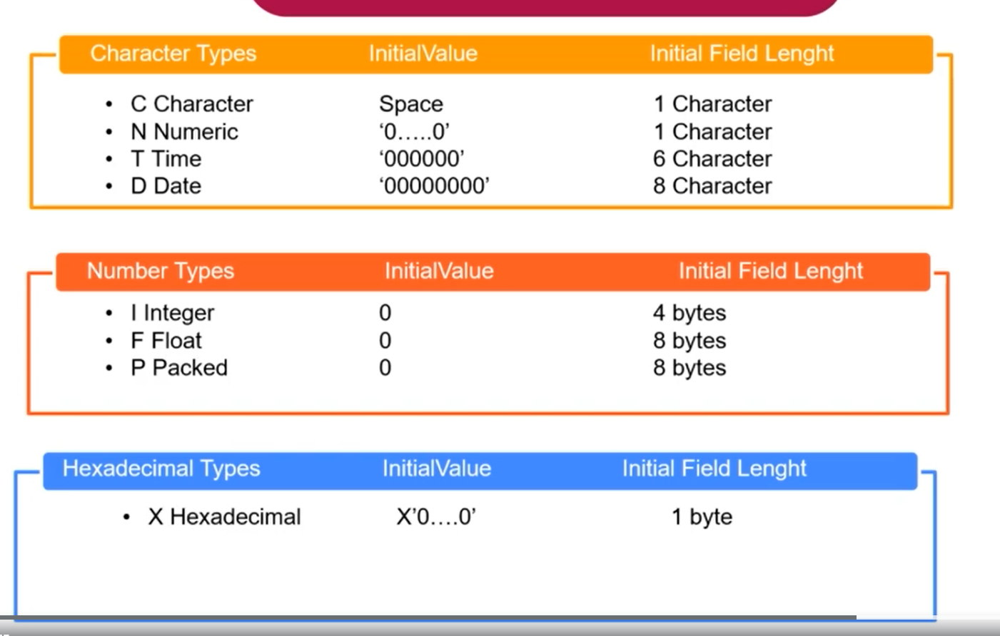 Character Types InitialValue Initial Field Lenght
• C Character Space 1 Character
• N Numeric ‘0…..0’ 1 Character
• T Time ‘000000’ 6 Character
• D Date ‘00000000’ 8 Character
Number Types InitialValue Initial Field Lenght
• I Integer 0 4 bytes
• F Float 0 8 bytes
• P Packed 0 8 bytes
Hexadecimal Types InitialValue Initial Field Lenght
• X Hexadecimal X’0….0’ 1 byte